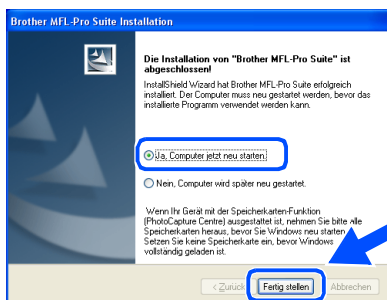 Brother MFL-Pro Suite Installation
Die Installation von "Brother MFL-Pro Suite" ist
abgeschlossen!
InstallShield Wizard hat Brother MFL-Pro Suite erfolgreich
installiert. Der Computer muss neu gestartet werden, bevor das
installierte Programm verwendet werden kann.
Ja, Computer jetzt neu starten.
Nein, Computer wird später neu gestartet.
Wenn Ihr Gerät mit der Speicherkarten-Funktion
(PhotoCapture Centre) ausgestattet ist, nehmen Sie bitte alle
Speicherkarten heraus, bevor Sie Windows neu starten
Setzen Sie keine Speicherkarte ein, bevor Windows
vollständig geladen ist.
< Zurück Fertig stellen Abbrechen